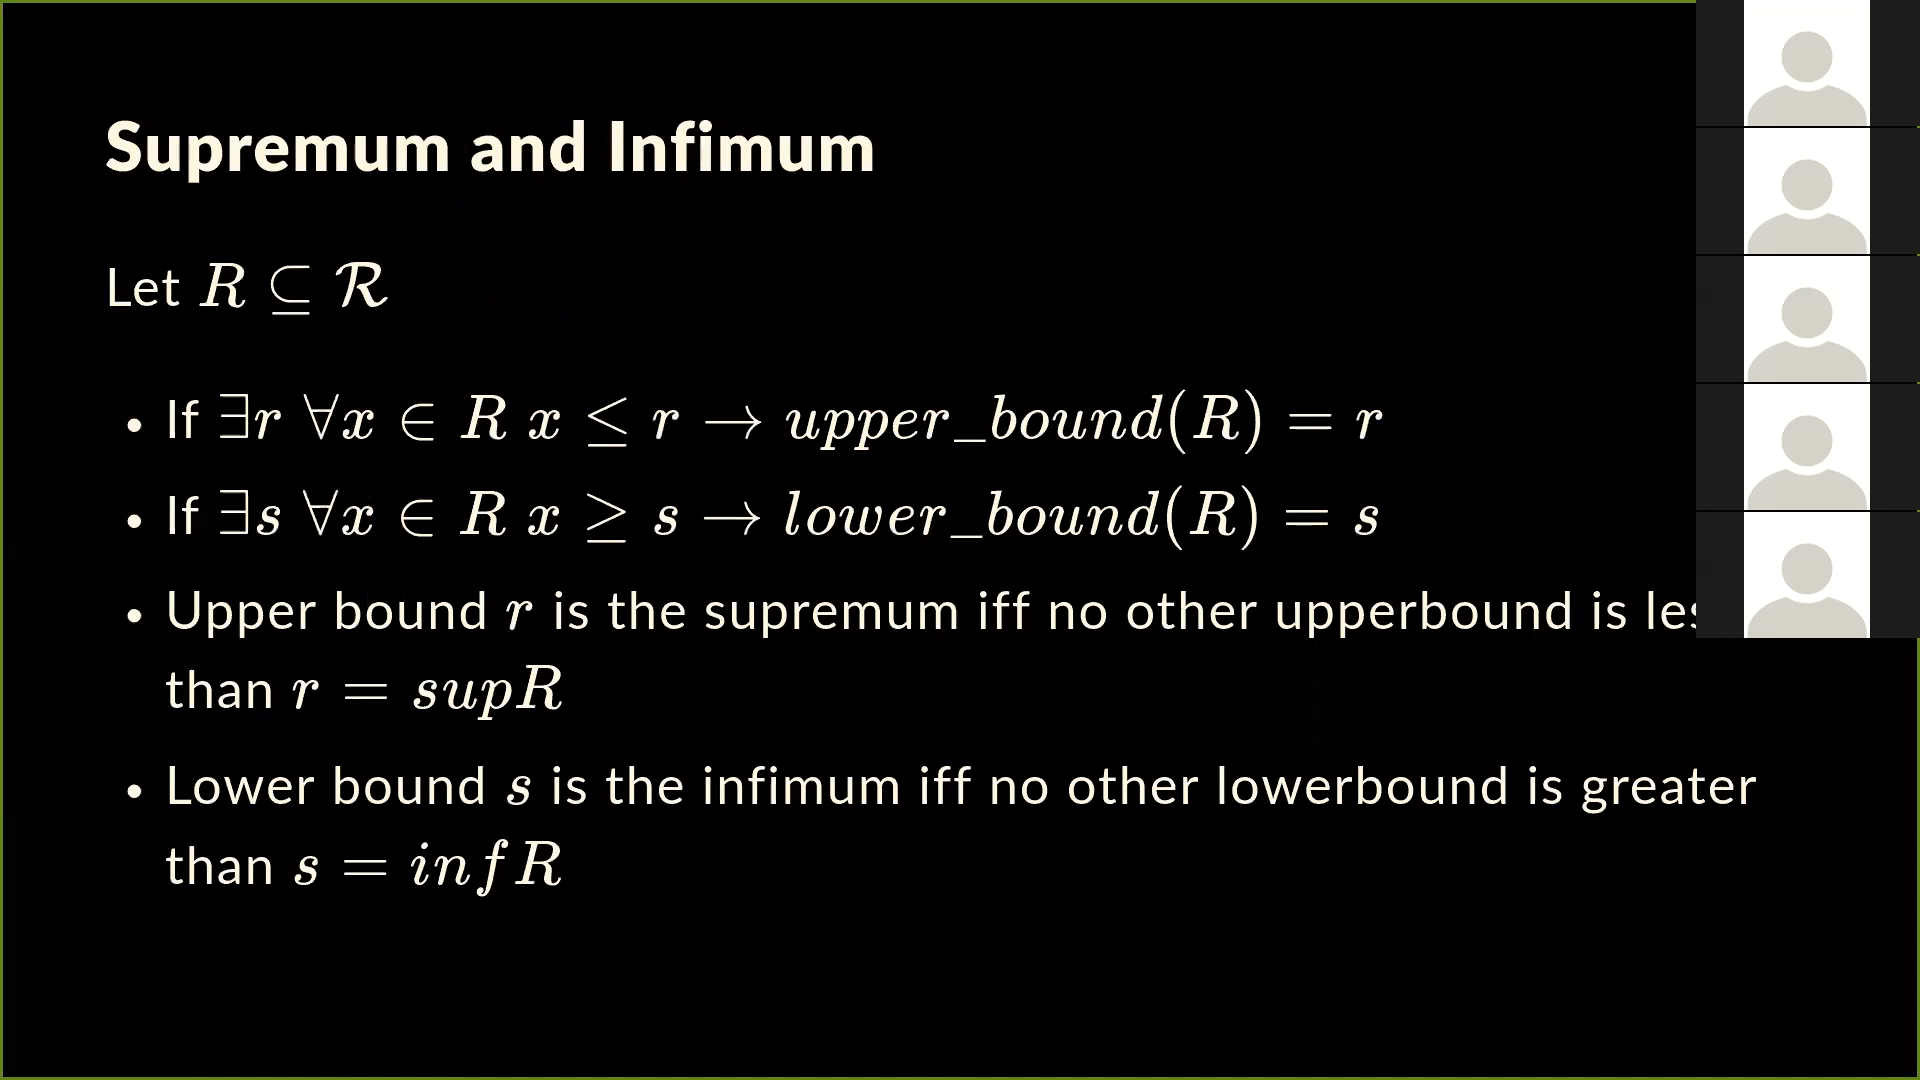 Supremum and Infimum
Let R ⊆ ℛ
• If ∃r ∀x ∈ R x ≤ r → upper_bound(R) = r
• If ∃s ∀x ∈ R x ≥ s → lower_bound(R) = s
• Upper bound r is the supremum iff no other upperbound is
than r = supR
• Lower bound s is the infimum iff no other lowerbound is greater
than s = infR